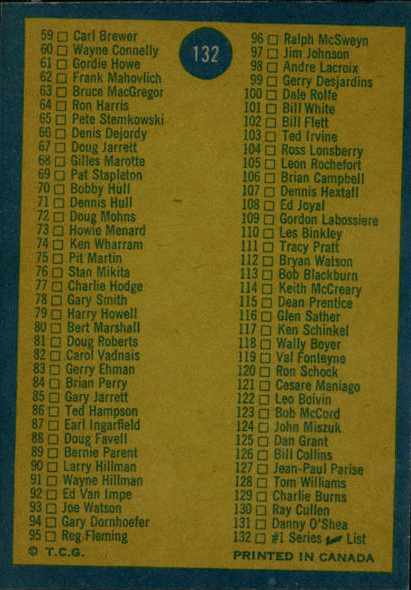 132
59 □ Carl Brewer
60 □ Wayne Connelly
61 □ Gordie Howe
62 □ Frank Mahovlich
63 □ Bruce MacGregor
64 □ Ron Harris
65 □ Pete Stemkowski
66 □ Denis Dejordy
67 □ Doug Jarrett
68 □ Gilles Marotte
69 □ Pat Stapleton
70 □ Bobby Hull
71 □ Dennis Hull
72 □ Doug Mohns
73 □ Howie Menard
74 □ Ken Wharram
75 □ Pit Martin
76 □ Stan Mikita
77 □ Charlie Hodge
78 □ Gary Smith
79 □ Harry Howell
80 □ Bert Marshall
81 □ Doug Roberts
82 □ Carol Vadnais
83 □ Gerry Ehman
84 □ Brian Perry
85 □ Gary Jarrett
86 □ Ted Hampson
87 □ Earl Ingarfield
88 □ Doug Favell
89 □ Bernie Parent
90 □ Larry Hillman
91 □ Wayne Hillman
92 □ Ed Van Impe
93 □ Joe Watson
94 □ Gary Dornhoefer
95 □ Reg Fleming
© T.C.G.
96 □ Ralph McSweyn
97 □ Jim Johnson
98 □ Andre Lacroix
99 □ Gerry Desjardins
100 □ Dale Rolfe
101 □ Bill White
102 □ Bill Flett
103 □ Ted Irvine
104 □ Ross Lonsberry
105 □ Leon Rochefort
106 □ Brian Campbell
107 □ Dennis Hextall
108 □ Ed Joyal
109 □ Gordon Labossiere
110 □ Les Binkley
111 □ Tracy Pratt
112 □ Bryan Watson
113 □ Bob Blackburn
114 □ Keith McCreary
115 □ Dean Prentice
116 □ Glen Sather
117 □ Ken Schinkel
118 □ Wally Boyer
119 □ Val Fonteyne
120 □ Ron Schock
121 □ Cesare Maniago
122 □ Leo Boivin
123 □ Bob McCord
124 □ John Miszuk
125 □ Dan Grant
126 □ Bill Collins
127 □ Jean-Paul Parise
128 □ Tom Williams
129 □ Charlie Burns
130 □ Ray Cullen
131 □ Danny O'Shea
132 □ #1 Series ✔ List
PRINTED IN CANADA